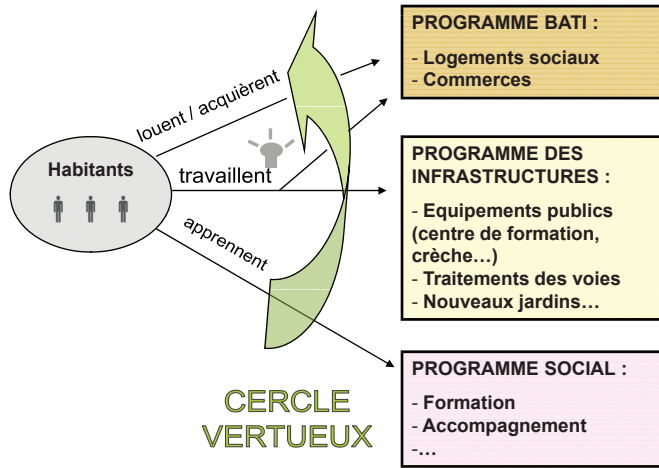 PROGRAMME BATI :
- Logements sociaux
- Commerces
louent / acquièrent
Habitants
travaillent
apprennent
PROGRAMME DES
INFRASTRUCTURES :
- Equipements publics
(centre de formation,
crèche…)
- Traitements des voies
- Nouveaux jardins…
PROGRAMME SOCIAL :
- Formation
- Accompagnement
-…
CERCLE
VERTUEUX